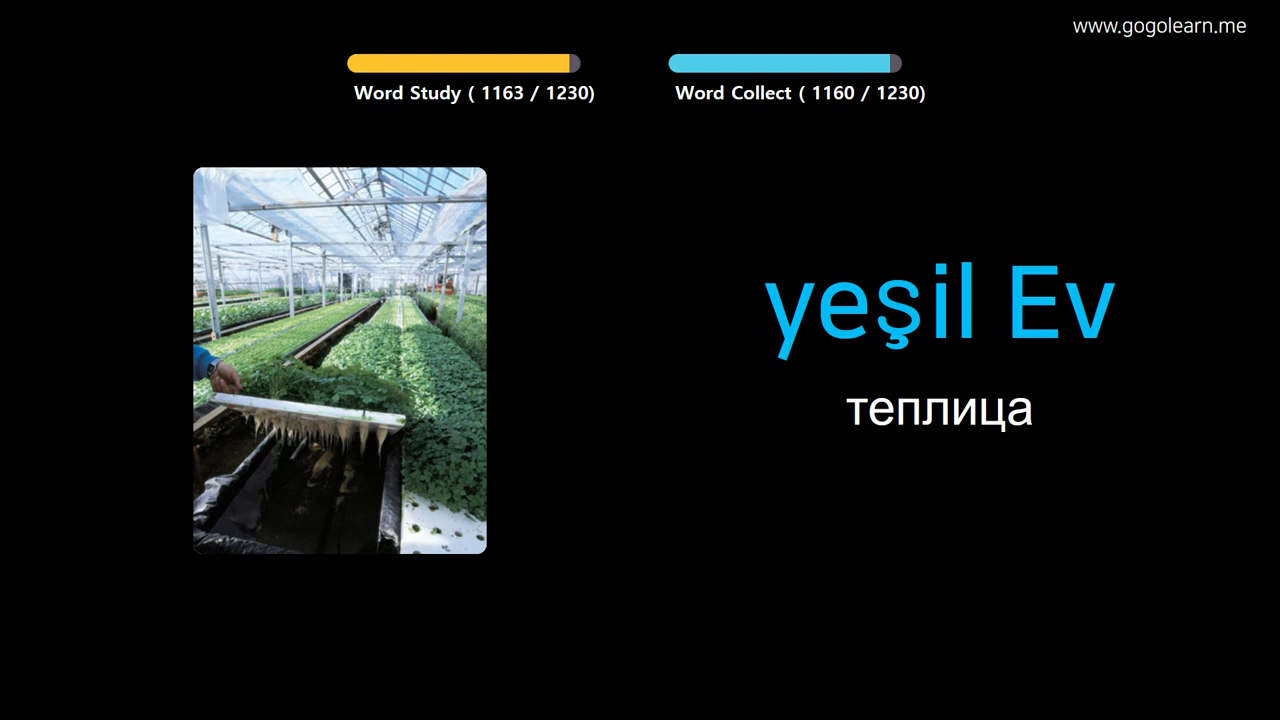 www.gogolearn.me
Word Study ( 1163 / 1230)
Word Collect ( 1160 / 1230)
yeşil Ev
теплица